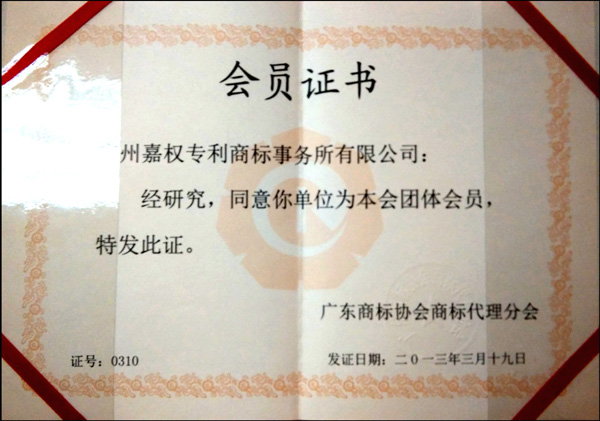 会员证书
州嘉权专利商标事务所有限公司：
经研究，同意你单位为本会团体会员，
特发此证。
广东商标协会商标代理分会
证号：0310
发证日期：二０一三年三月十九日